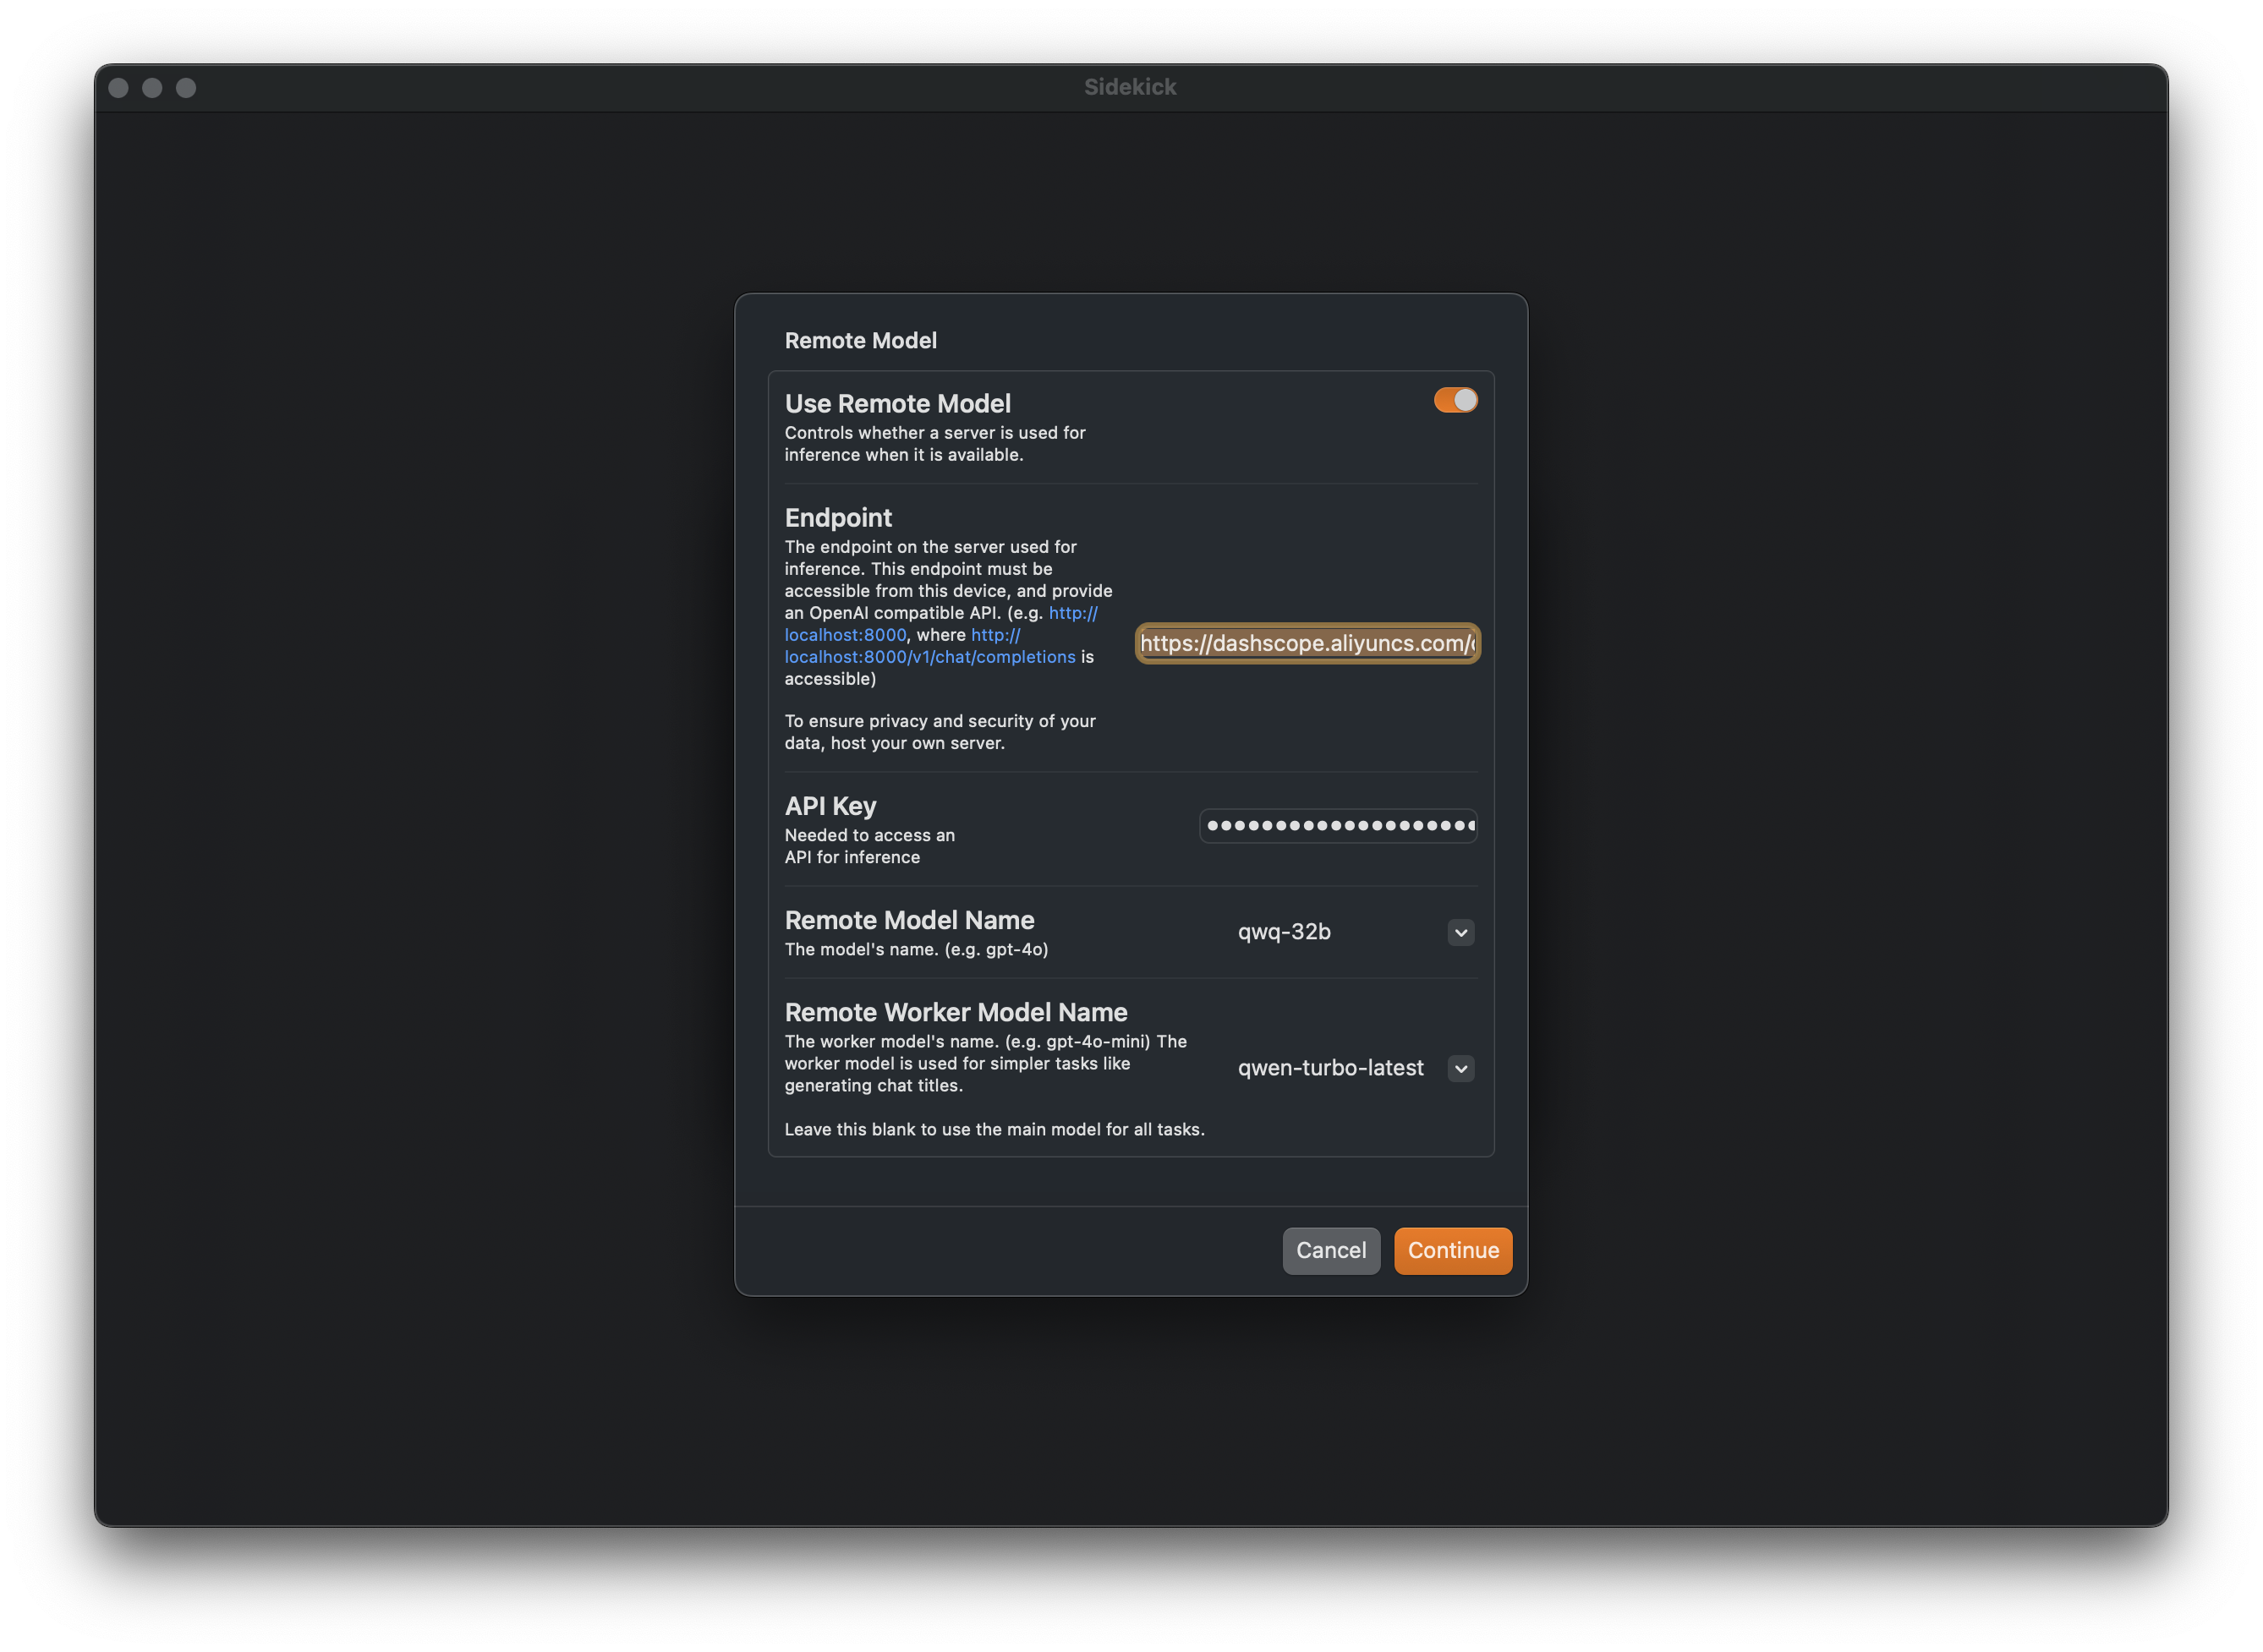 Sidekick
Remote Model
Use Remote Model
Controls whether a server is used for
inference when it is available.
Endpoint
The endpoint on the server used for
inference. This endpoint must be
accessible from this device, and provide
an OpenAI compatible API. (e.g. http://
localhost:8000, where http://
localhost:8000/v1/chat/completions is
accessible)
To ensure privacy and security of your
data, host your own server.
https://dashscope.aliyuncs.com/
API Key
Needed to access an
API for inference
Remote Model Name
The model's name. (e.g. gpt-4o)
qwq-32b
Remote Worker Model Name
The worker model's name. (e.g. gpt-4o-mini) The
worker model is used for simpler tasks like
generating chat titles.
Leave this blank to use the main model for all tasks.
qwen-turbo-latest
Cancel
Continue